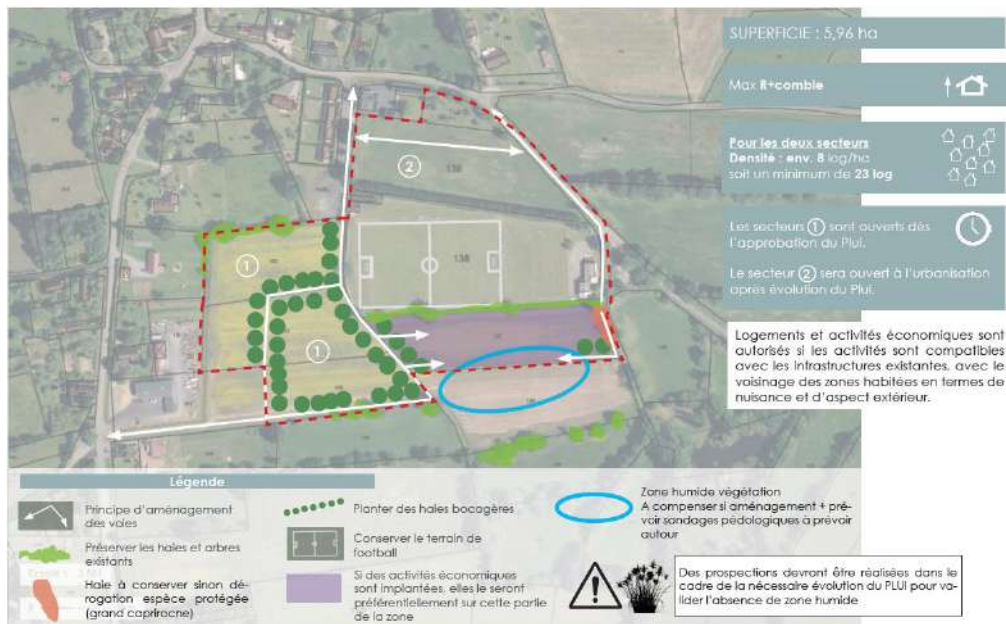 SUPERFICIE : 5,96 ha
Max R+comble
Pour les deux secteurs
Densité : env. 8 log/ha
soit un minimum de 23 log
Les secteurs 1 sont ouverts dès
l'approbation du Plui.
Le secteur 2 sera ouvert à l'urbanisation
après évolution du Plui.
Logements et activités économiques sont
autorisés si les activités sont compatibles
avec les infrastructures existantes, avec le
voisinage des zones habitées en termes de
nuisance et d'aspect extérieur.
2
138
138
1
1
Légende
Principe d'aménagement
des voies
Préserver les haies et arbres
existants
Haie à conserver sinon dé-
rogation espèce protégée
(grand capriocne)
Planter des haies bocagères
Conserver le terrain de
football
Si des activités économiques
sont implantées, elles le seront
préférentiellement sur cette partie
de la zone
Zone humide végétation
A compenser si aménagement + pré-
voir sondages pédologiques à prévoir
autour
Des prospections devront être réalisées dans le
cadre de la nécessaire évolution du PLUI pour va-
lider l'absence de zone humide